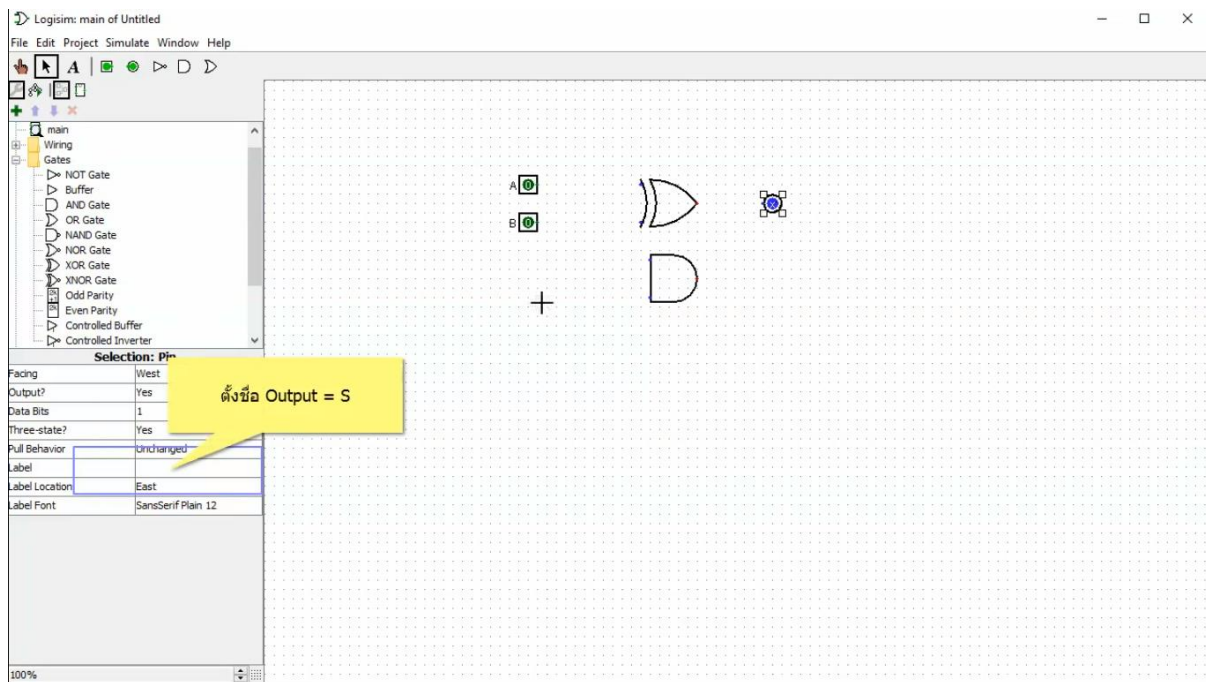 Logisim: main of Untitled
File Edit Project Simulate Window Help
A
main
Wiring
Gates
NOT Gate
Buffer
AND Gate
OR Gate
NAND Gate
NOR Gate
XOR Gate
XNOR Gate
Odd Parity
Even Parity
Controlled Buffer
Controlled Inverter
Selection: Pin
Facing West
Output? Yes
Data Bits 1
Three-state? Yes
Pull Behavior Unchanged
Label
Label Location East
Label Font SansSerif Plain 12
ตั้งชื่อ Output = S
A 0
B 0
x
100%